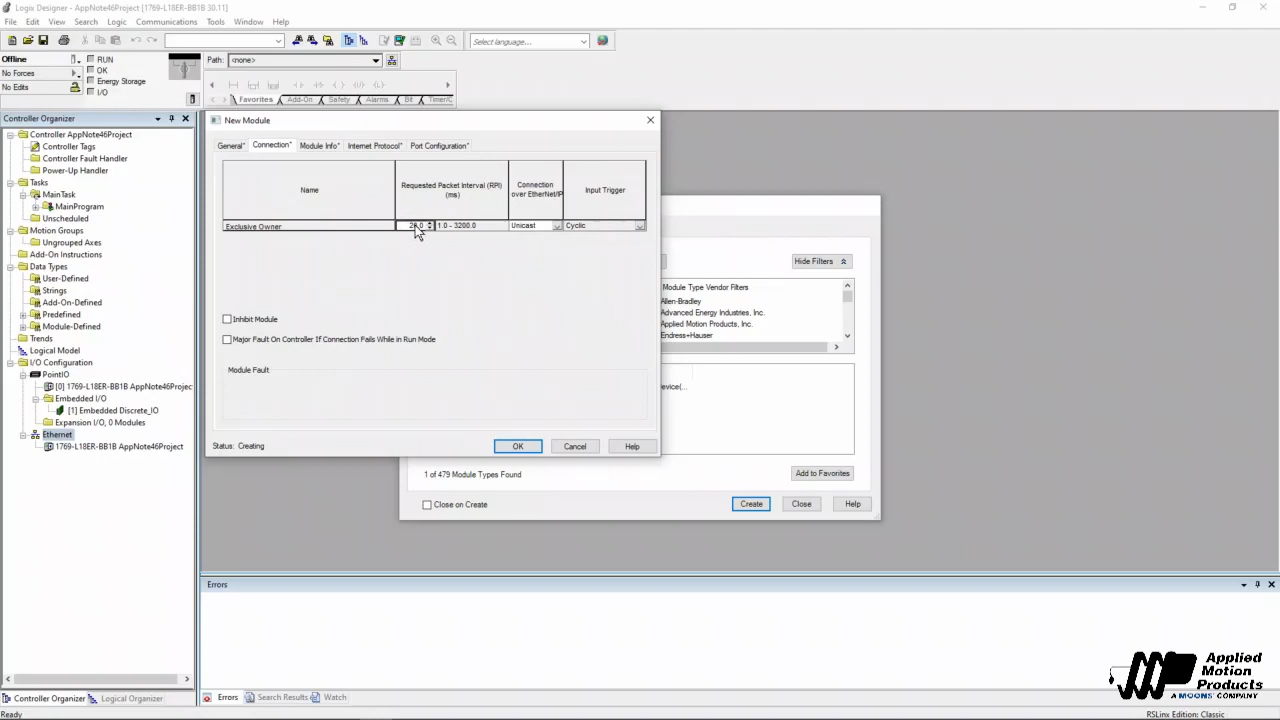 Logix Designer - AppNote46Project [1769-L18ER-BB1B 30.11]
File Edit View Search Logic Communications Tools Window Help
Select language...
Offline
No Forces
No Edits
RUN
OK
Energy Storage
I/O
Path: <none>
Favorites Add-On Safety Alarms Bit Timer/C
Controller Organizer
Controller AppNote46Project
Controller Tags
Controller Fault Handler
Power-Up Handler
Tasks
MainTask
MainProgram
Unscheduled
Motion Groups
Ungrouped Axes
Add-On Instructions
Data Types
User-Defined
Strings
Add-On-Defined
Predefined
Module-Defined
Trends
Logical Model
I/O Configuration
PointIO
[0] 1769-L18ER-BB1B AppNote46Projec
Embedded I/O
[1] Embedded Discrete_IO
Expansion I/O, 0 Modules
Ethernet
1769-L18ER-BB1B AppNote46Project
Controller Organizer Logical Organizer
Ready
New Module
General* Connection* Module Info* Internet Protocol* Port Configuration*
Name
Requested Packet Interval (RPI)
(ms)
Connection
over EtherNet/IP
Input Trigger
Exclusive Owner 20.0 1.0 - 3200.0 Unicast Cyclic
Inhibit Module
Major Fault On Controller If Connection Fails While in Run Mode
Module Fault
Status: Creating
OK Cancel Help
Hide Filters
Module Type Vendor Filters
Allen-Bradley
Advanced Energy Industries, Inc.
Applied Motion Products, Inc.
Endress+Hauser
evice(...
1 of 479 Module Types Found
Add to Favorites
Close on Create
Create Close Help
Errors
Errors Search Results Watch
RSLinx Edition: Classic
Applied
Motion
Products
A MOONS' COMPANY